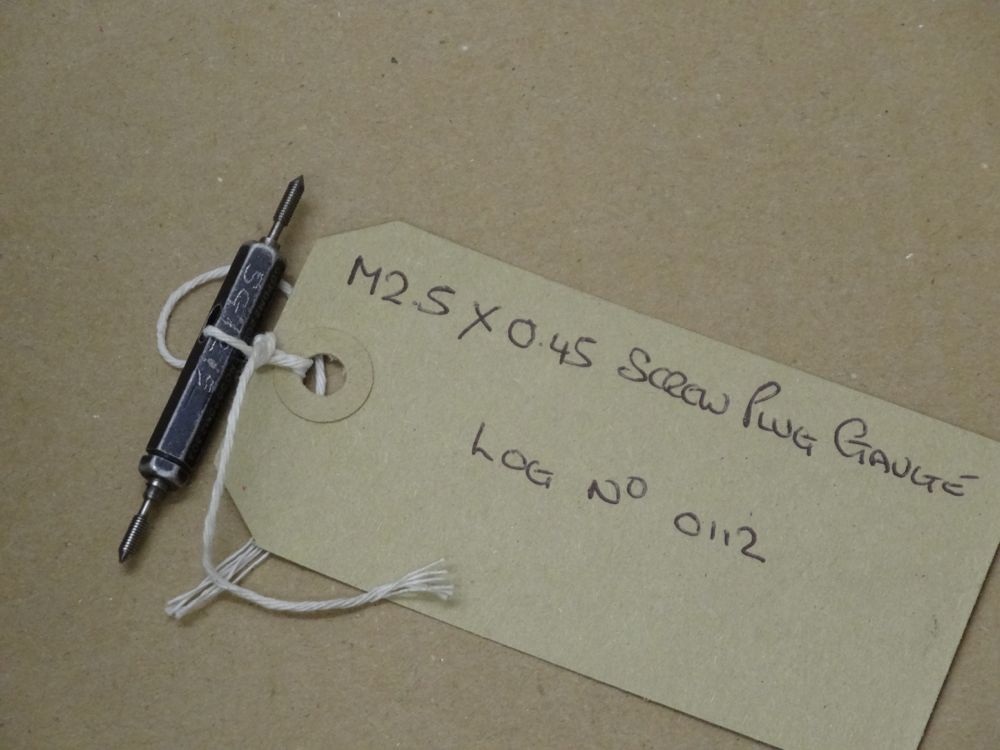 M2.5 X 0.45 SCREW PLUG GAUGE
LOG NO 0112